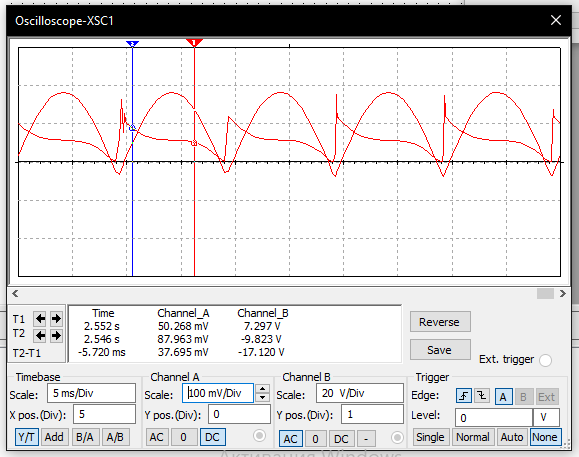 Oscilloscope-XSC1
2 1
T1
T2
T2-T1
Time Channel_A Channel_B
2.552 s 50.268 mV 7.297 V
2.546 s 87.963 mV -9.823 V
-5.720 ms 37.695 mV -17.120 V
Reverse
Save
Ext. trigger
Timebase
Scale: 5 ms/Div
X pos.(Div): 5
Y/T Add B/A A/B
Channel A
Scale: 100 mV/Div
Y pos.(Div): 0
AC 0 DC
Channel B
Scale: 20 V/Div
Y pos.(Div): 1
AC 0 DC -
Trigger
Edge: A B Ext
Level: 0 V
Single Normal Auto None
Активация Windows